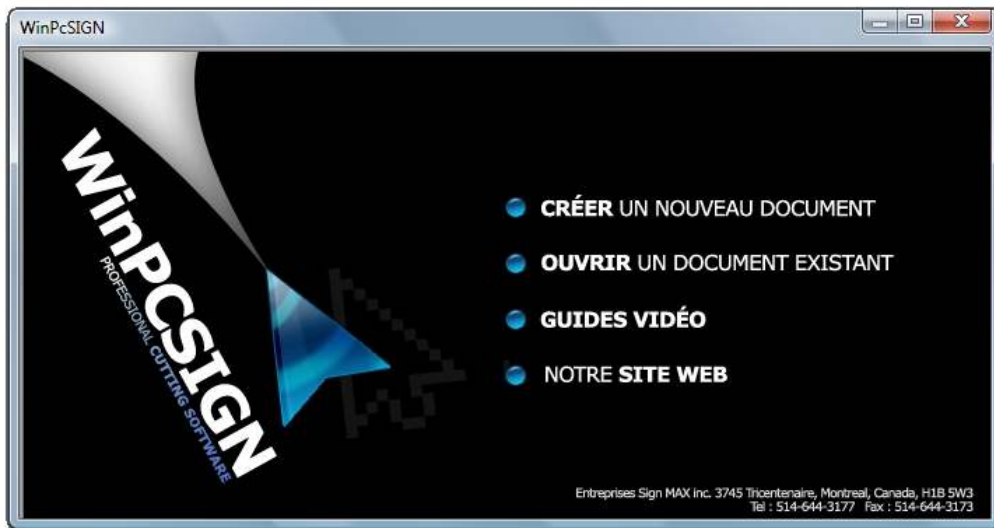 WinPcSIGN
WinPCSIGN
PROFESSIONAL CUTTING SOFTWARE
CRÉER UN NOUVEAU DOCUMENT
OUVRIR UN DOCUMENT EXISTANT
GUIDES VIDÉO
NOTRE SITE WEB
Entreprises Sign MAX inc. 3745 Tricentenaire, Montreal, Canada, H1B 5W3
Tel : 514-644-3177 Fax : 514-644-3173